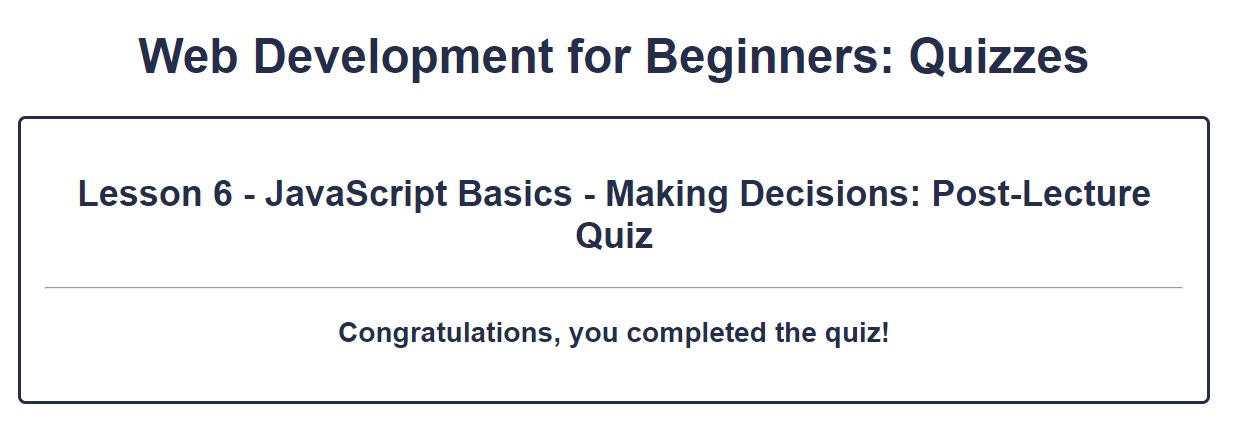 Web Development for Beginners: Quizzes
Lesson 6 - JavaScript Basics - Making Decisions: Post-Lecture
Quiz
Congratulations, you completed the quiz!